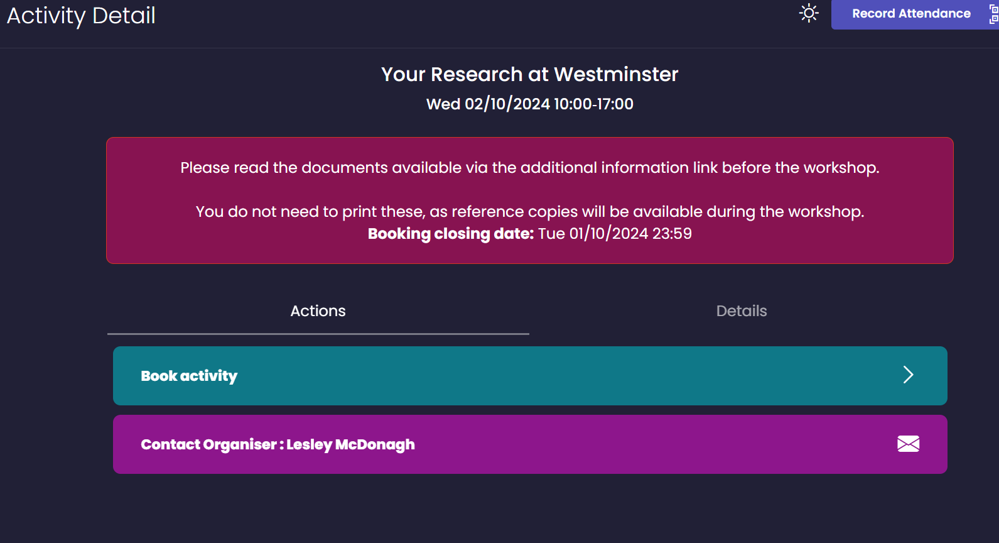 Activity Detail
Record Attendance
Your Research at Westminster
Wed 02/10/2024 10:00-17:00
Please read the documents available via the additional information link before the workshop.
You do not need to print these, as reference copies will be available during the workshop.
Booking closing date: Tue 01/10/2024 23:59
Actions
Details
Book activity
Contact Organiser : Lesley McDonagh